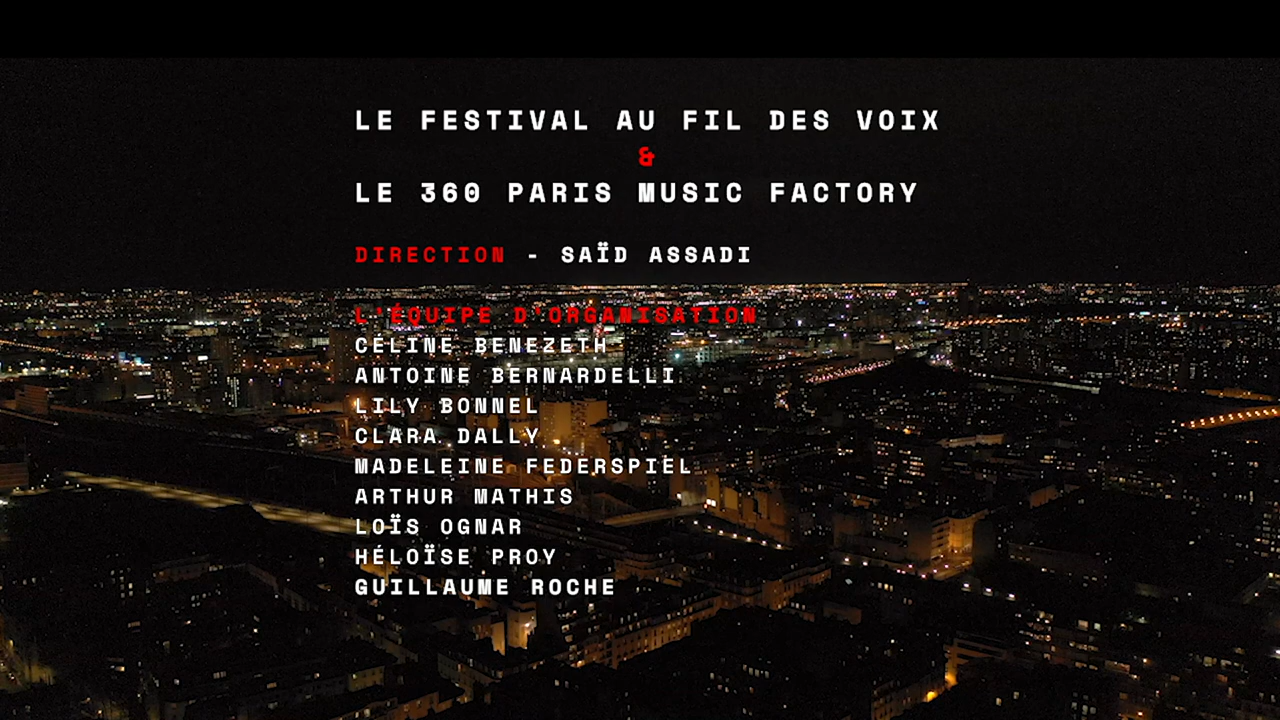 LE FESTIVAL AU FIL DES VOIX
&
LE 360 PARIS MUSIC FACTORY
DIRECTION - SAÏD ASSADI
L'ÉQUIPE D'ORGANISATION
CÉLINE BENEZETH
ANTOINE BERNARDELLI
LILY BONNEL
CLARA DALLY
MADELEINE FEDERSPIEL
ARTHUR MATHIS
LOÏS OGNAR
HÉLOÏSE PROY
GUILLAUME ROCHE